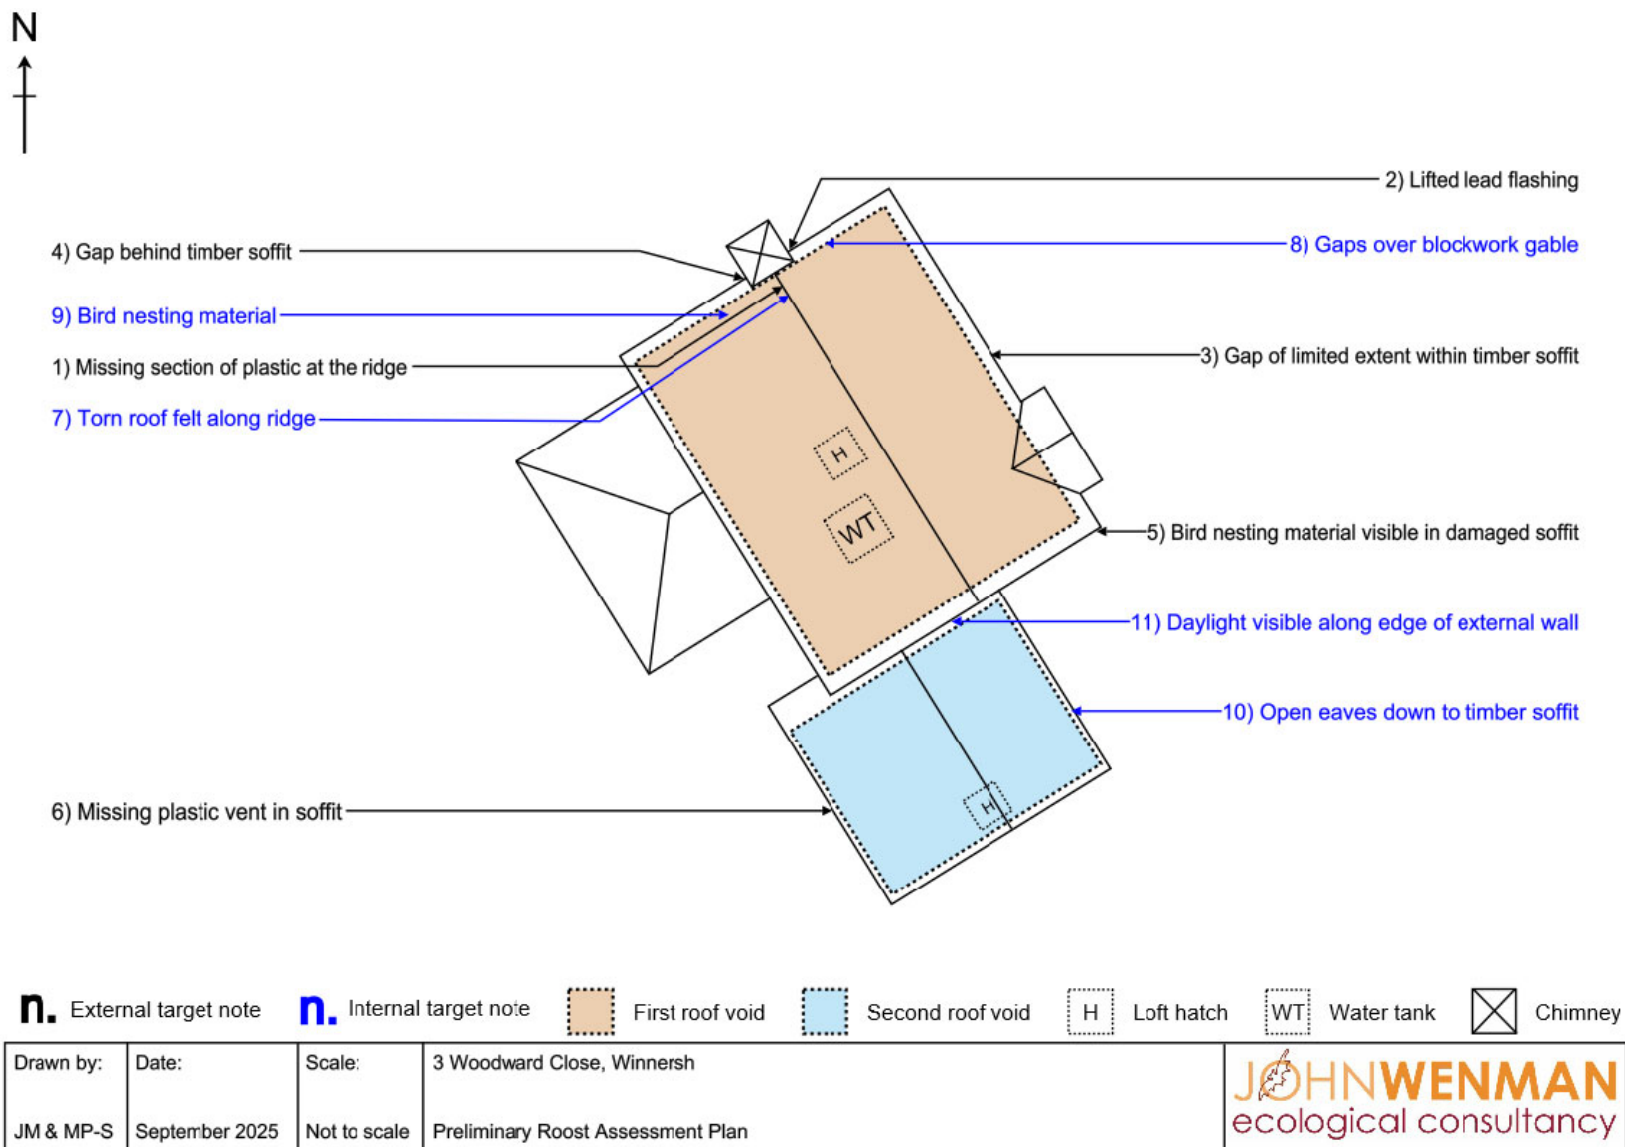 N
2) Lifted lead flashing
4) Gap behind timber soffit
8) Gaps over blockwork gable
9) Bird nesting material
1) Missing section of plastic at the ridge
3) Gap of limited extent within timber soffit
7) Torn roof felt along ridge
H
WT
5) Bird nesting material visible in damaged soffit
11) Daylight visible along edge of external wall
10) Open eaves down to timber soffit
6) Missing plastic vent in soffit
H
n. External target note
n. Internal target note
First roof void
Second roof void
H Loft hatch
WT Water tank
Chimney
Drawn by:
JM & MP-S
Date:
September 2025
Scale:
Not to scale
3 Woodward Close, Winnersh
Preliminary Roost Assessment Plan
JOHNWENMAN
ecological consultancy